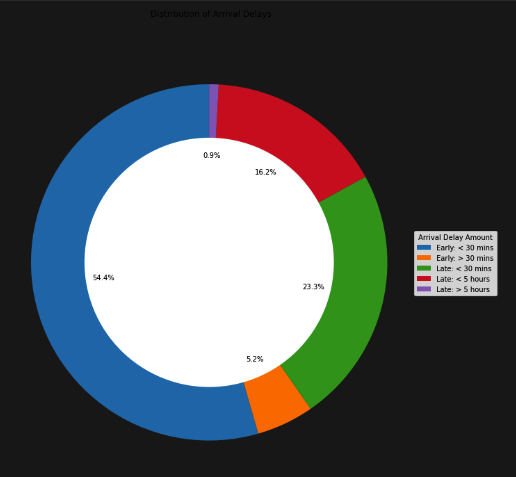 Distribution of Arrival Delays
0.9%
16.2%
54.4%
23.3%
5.2%
Arrival Delay Amount
Early: < 30 mins
Early: > 30 mins
Late: < 30 mins
Late: < 5 hours
Late: > 5 hours